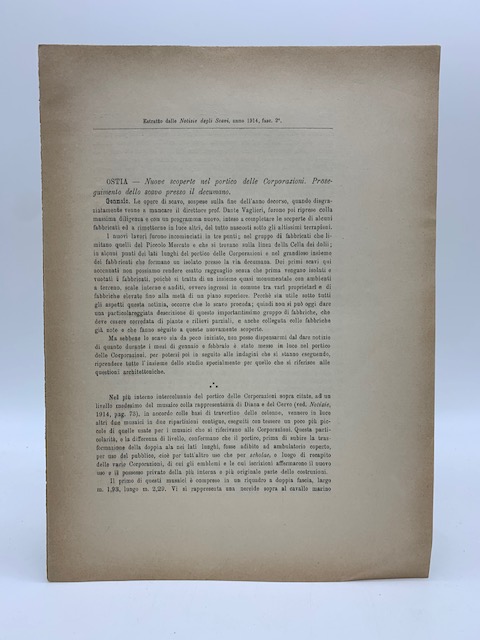 Estratto delle Notizie degli Scavi, anno 1914, fasc. 2°.
OSTIA — Nuove scoperte nel portico delle Corporazioni. Prose-
guimento dello scavo presso il decumano.
Gennaio. Le opere di scavo, sospese sulla fine dell'anno decorso, quando disgra-
ziatamente venne a mancare il direttore prof. Dante Vaglieri, furono poi riprese colla
massima diligenza e con un programma nuovo, inteso a completare le scoperte di alcuni
fabbricati ed a rimetterne in luce altri, del tutto nascosti sotto gli altissimi terrapieni.
I nuovi lavori furono incominciati in tre punti; nel gruppo di fabbricati che li-
mitano quelli del Piccolo Mercato e che si trovano sulla linea della Cella dei dolii;
in alcuni punti dei lati lunghi del portico delle Corporazioni e nel grandioso insieme
dei fabbricati che formano un isolato presso la via decumana. Dei primi scavi qui
accennati non possiamo rendere esatto ragguaglio senza che prima vengano isolati e
vuotati i fabbricati, poichè si tratta di un insieme quasi monumentale con ambienti
a terreno, scale interne e anditi, ovvero ingressi in comune tra vari proprietari e di
fabbriche elevate fino alla metà di un piano superiore. Perchè sia utile sotto tutti
gli aspetti questa notizia, occorre che lo scavo proceda; quindi non si può oggi dare
una particolareggiata descrizione di questo importantissimo gruppo di fabbriche, che
deve essere corredata di piante e rilievi parziali, e anche collegata colle fabbriche
già note e che fanno séguito a queste nuovamente scoperte.
Ma sebbene lo scavo sia da poco iniziato, non posso dispensarmi dal dare notizia
di quanto durante i mesi di gennaio e febbraio è stato messo in luce nel portico
delle Corporazioni, per potersi poi in seguito alle indagini che si stanno eseguendo,
riprendere tutto l'insieme dello studio specialmente per quello che si riferisce alle
questioni architettoniche.
Nel più interno intercolunnio del portico delle Corporazioni sopra citate, ad un
livello medesimo del musaico colla rappresentanza di Diana e del Cervo (ved. Notizie,
1914, pag. 75), in accordo colle basi di travertino delle colonne, vennero in luce
altri due mosaici in due ripartizioni contigue, eseguiti con tessere un poco più pic-
cole di quelle usate per i musaici che si riferivano alle Corporazioni. Questa parti-
colarità, e la differenza di livello, confermano che il portico, prima di subire la tras-
formazione della doppia ala nei lati lunghi, fosse adibito ad ambulatorio coperto,
per uso del pubblico, cioè per tutt'altro uso che per scholae, o luogo di recapito
delle varie Corporazioni, di cui gli emblemi e le cui iscrizioni affermarono il nuovo
uso e il possesso privato della più interna e più originale parte della costruzione.
Il primo di questi musaici è compreso in un riquadro a doppia fascia, largo
m. 1,93, lungo m. 2,29. Vi si rappresenta una nereide sopra al cavallo marino